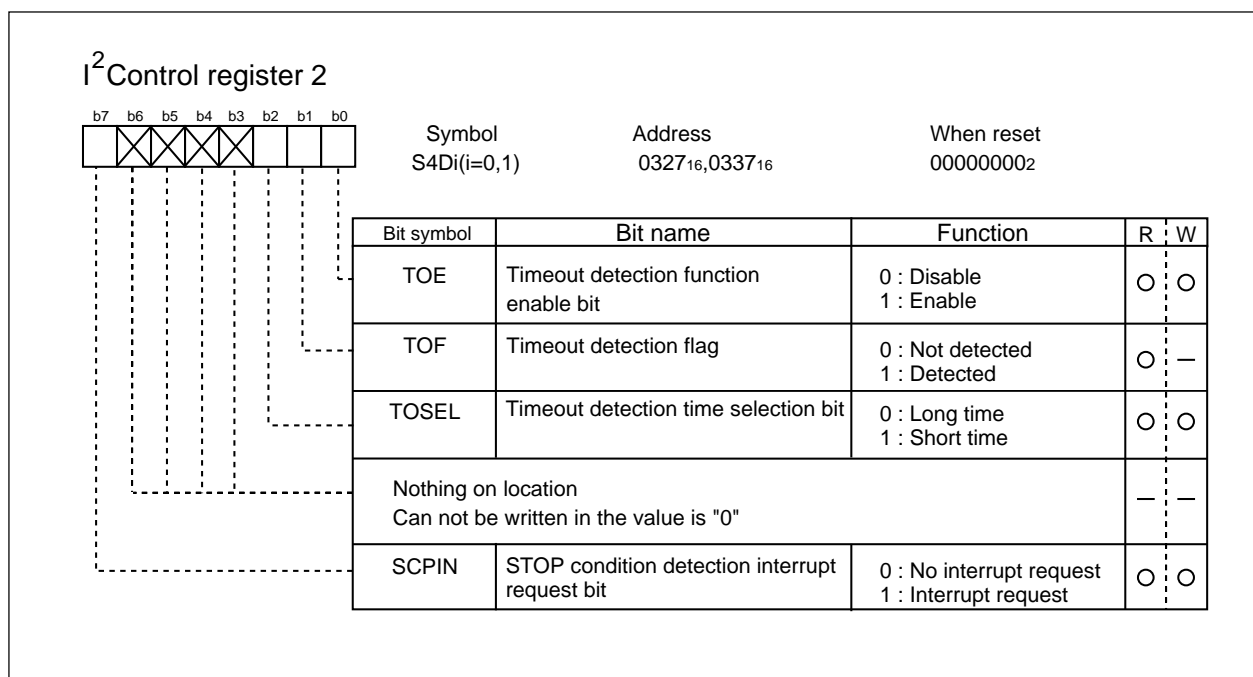 I2Control register 2
b7 b6 b5 b4 b3 b2 b1 b0
Symbol Address When reset
S4Di(i=0,1) 032716,033716 000000002
Bit symbol Bit name Function R W
TOE Timeout detection function 0 : Disable
enable bit 1 : Enable
TOF Timeout detection flag 0 : Not detected
1 : Detected
TOSEL Timeout detection time selection bit 0 : Long time
1 : Short time
Nothing on location
Can not be written in the value is "0"
SCPIN STOP condition detection interrupt 0 : No interrupt request
request bit 1 : Interrupt request